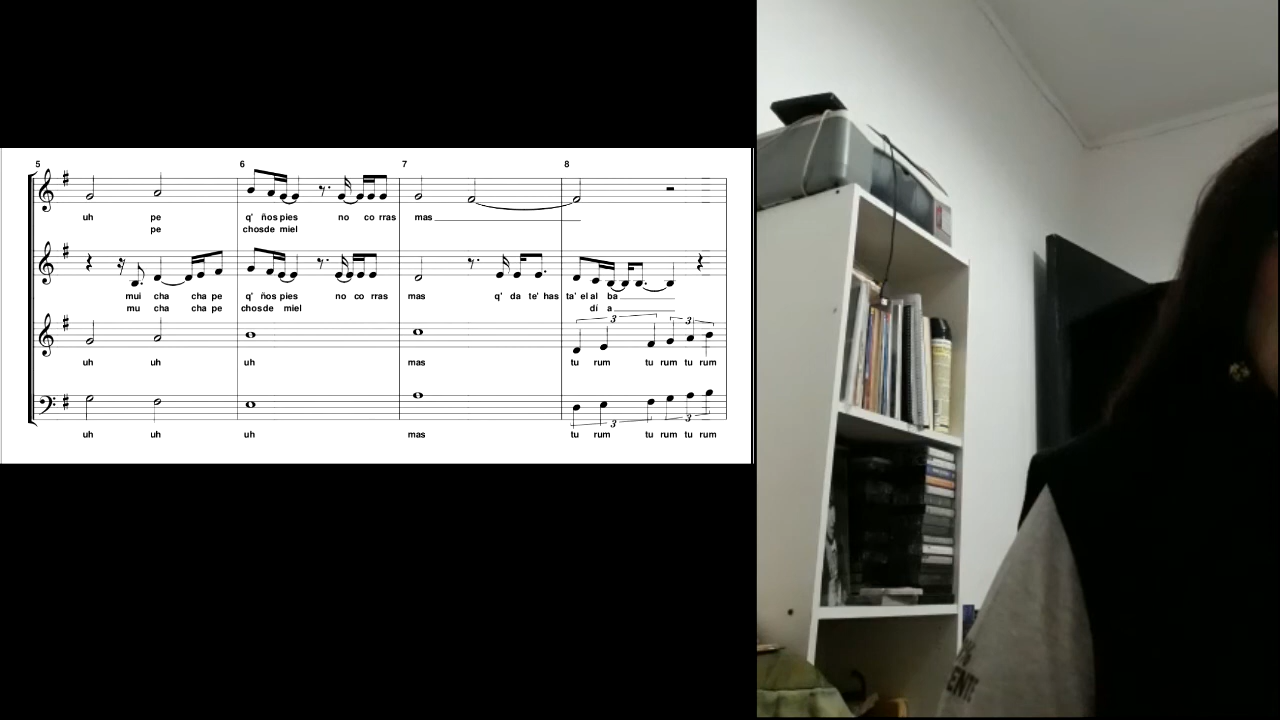 5 6 7 8
uh pe q' ños pies no co rras mas
pe chos de miel
mui cha cha pe q' ños pies no co rras mas q' da te' has ta' el al ba
mu cha cha pe chos de miel dí a
3 3
uh uh uh mas tu rum tu rum tu rum
3 3
uh uh uh mas tu rum tu rum tu rum
ENTE